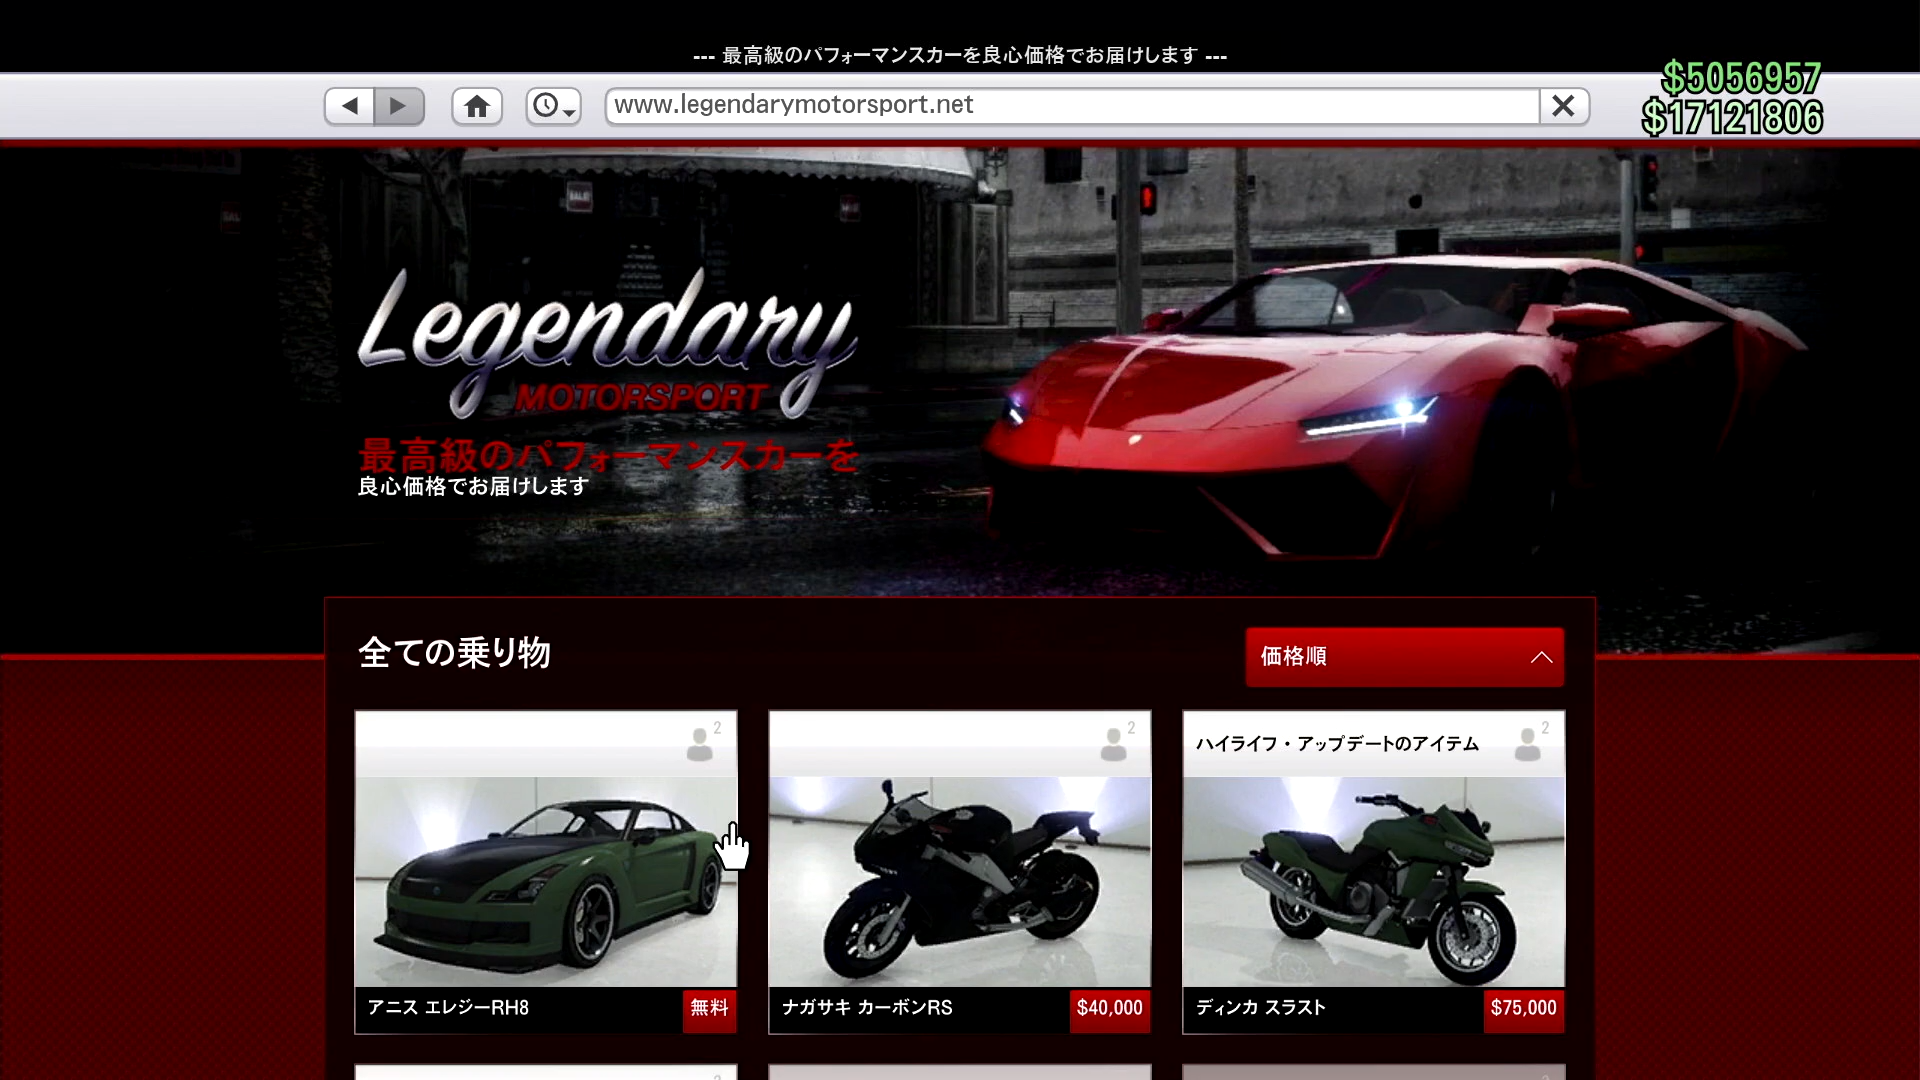 --- 最高級のパフォーマンスカーを良心価格でお届けします ---
www.legendarymotorsport.net
$5056957
$17121806
SALE
Legendary
MOTORSPORT
最高級のパフォーマンスカーを
良心価格でお届けします
全ての乗り物
価格順
2
2
ハイライフ・アップデートのアイテム
2
アニス エレジーRH8
無料
ナガサキ カーボンRS
$40,000
ディンカ スラスト
$75,000